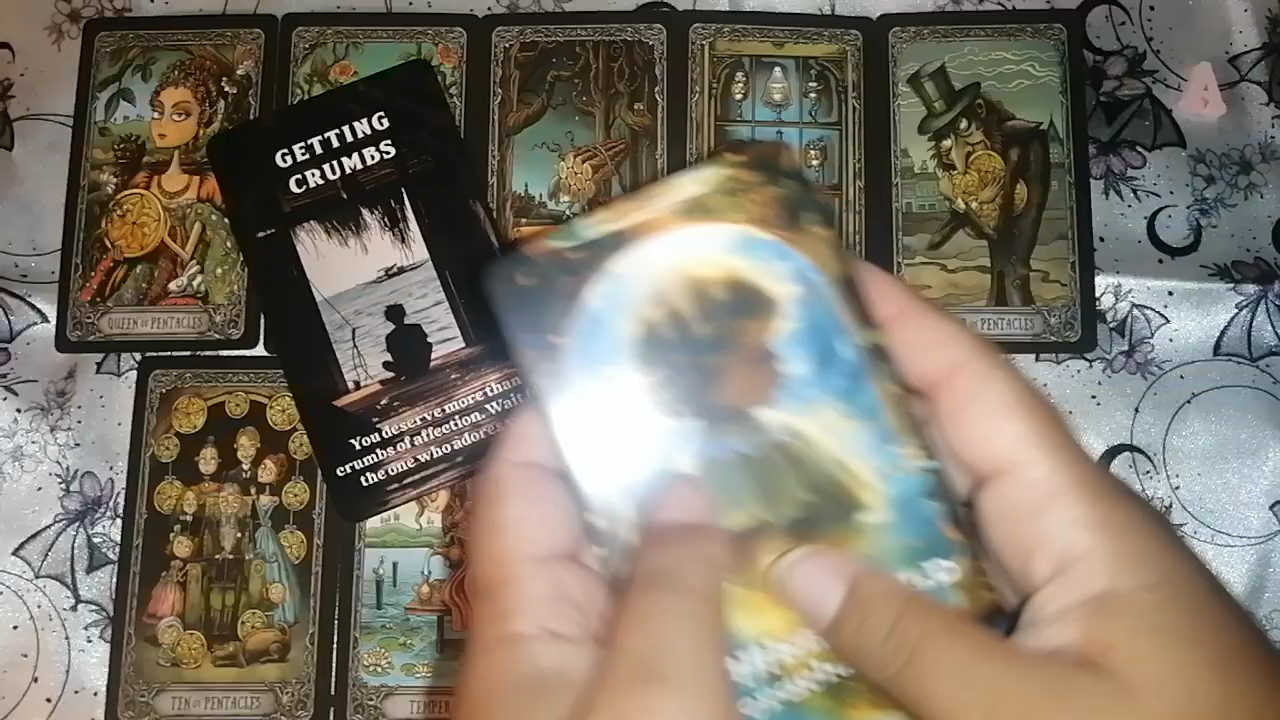 GETTING
CRUMBS
You deserve more than
crumbs of affection. Wait
the one who adores
QUEEN OF PENTACLES
PENTACLES
TEN OF PENTACLES
TEMPER
A